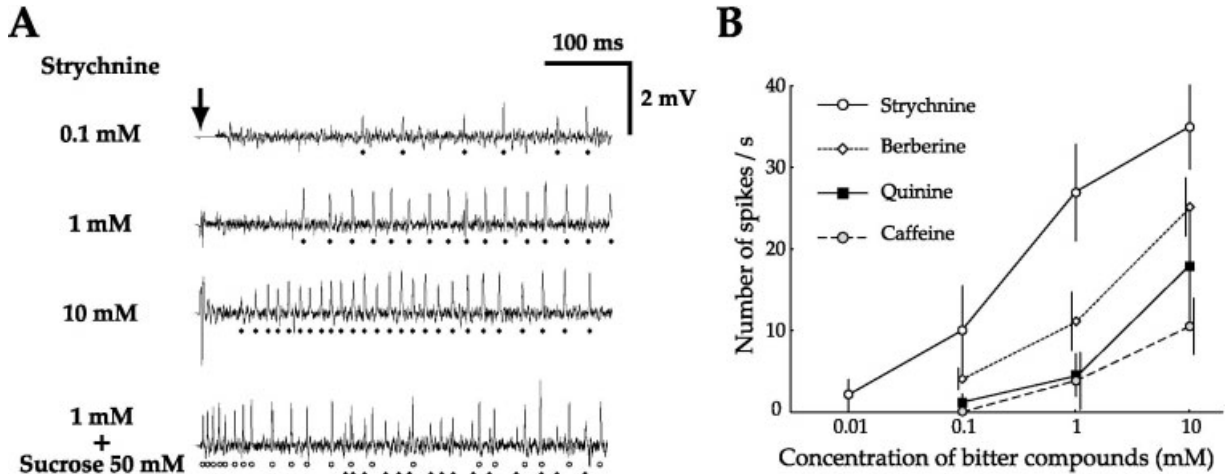 A
Strychnine
100 ms
2 mV
0.1 mM
1 mM
10 mM
1 mM
+
Sucrose 50 mM
B
Number of spikes / s
40
30
20
10
0
Strychnine
Berberine
Quinine
Caffeine
0.01 0.1 1 10
Concentration of bitter compounds (mM)